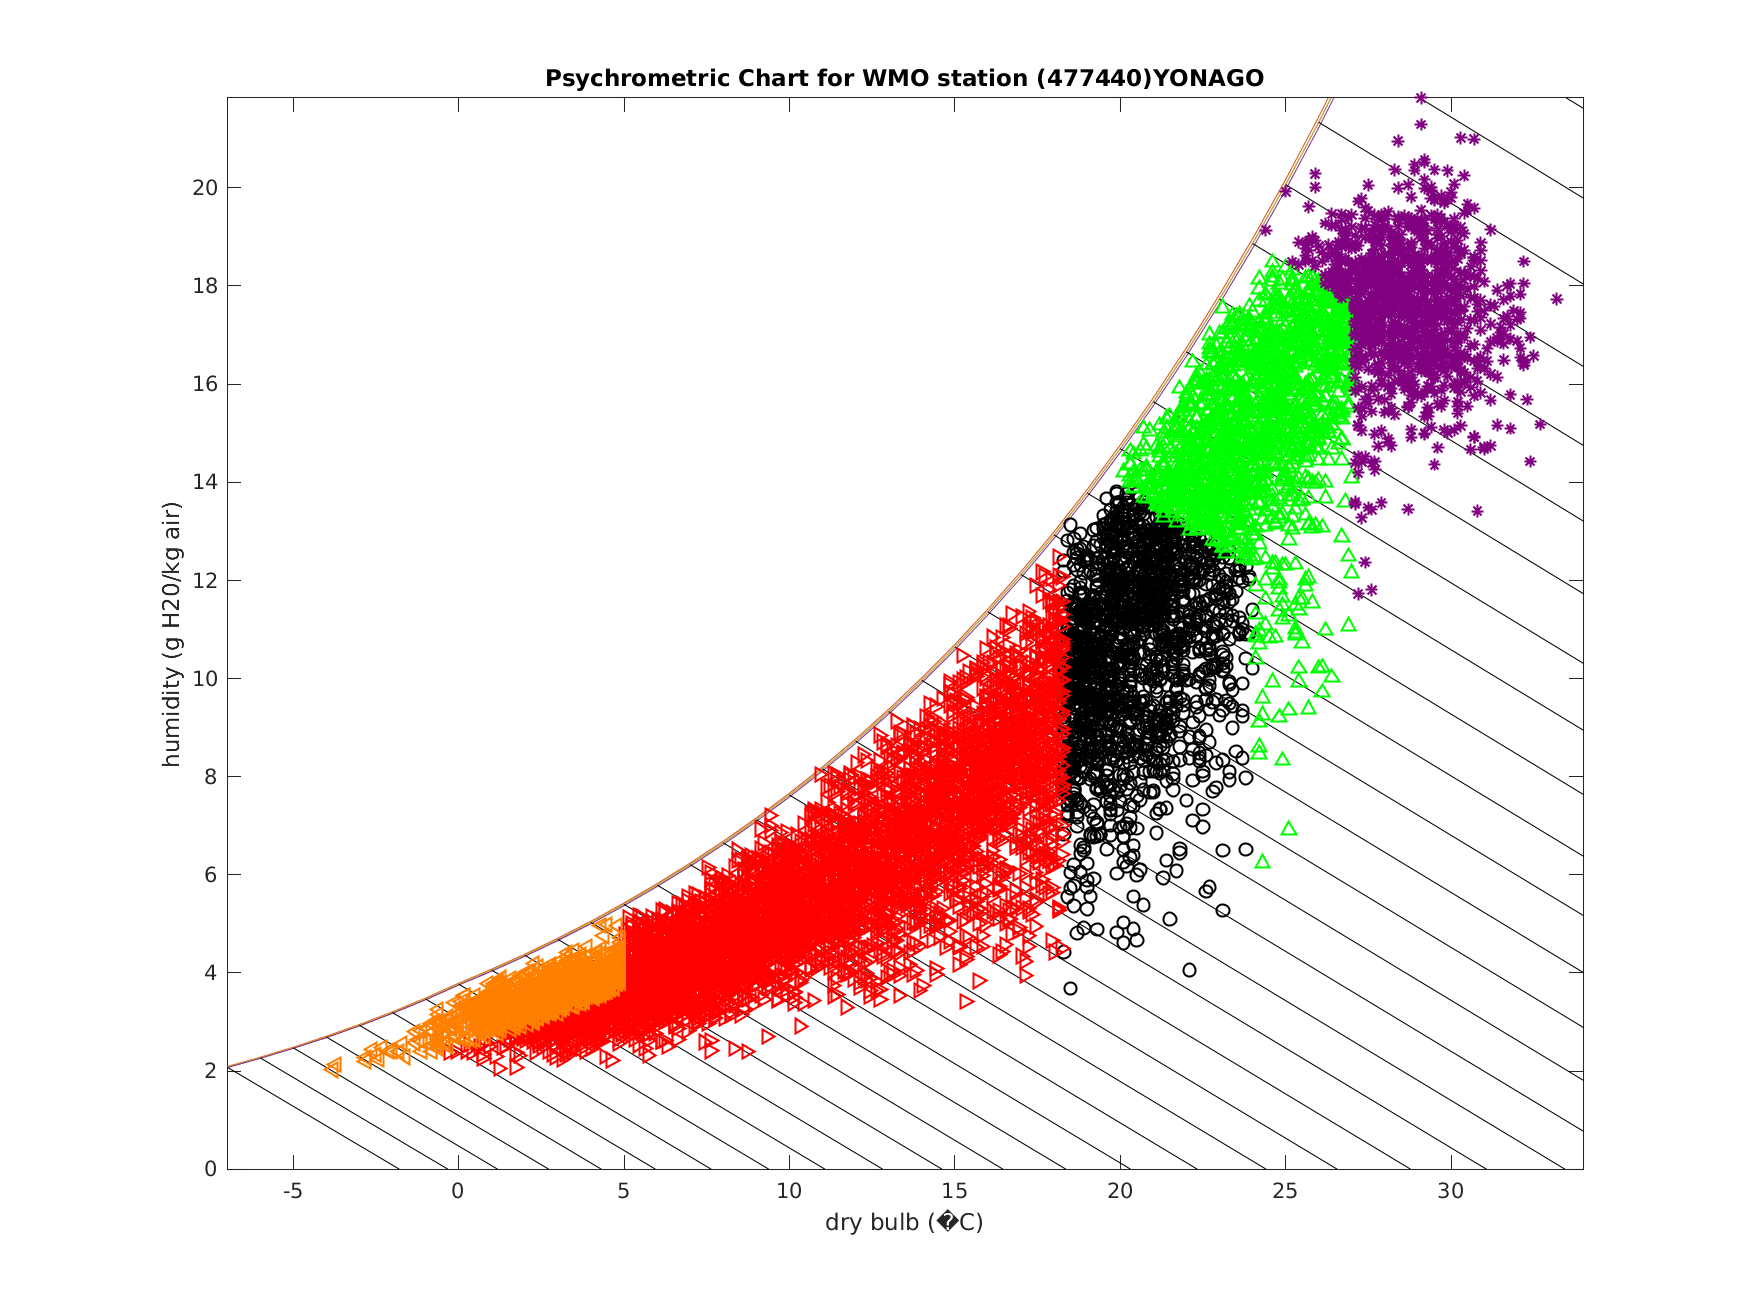 Psychrometric Chart for WMO station (477440)YONAGO
humidity (g H20/kg air)
20
18
16
14
12
10
8
6
4
2
0
-5 0 5 10 15 20 25 30
dry bulb (�C)